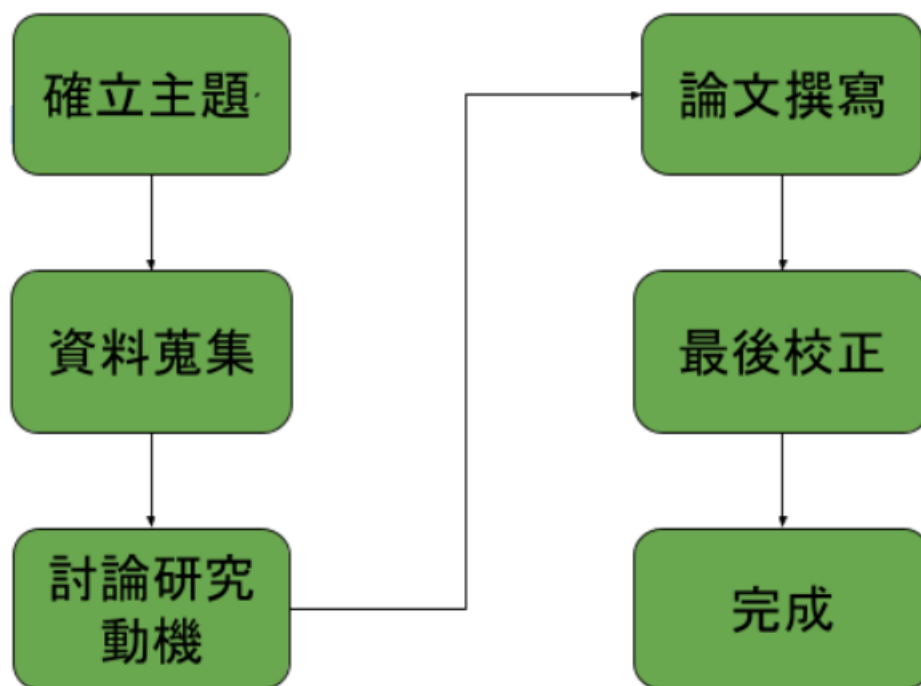 確立主題
資料蒐集
討論研究
動機
論文撰寫
最後校正
完成